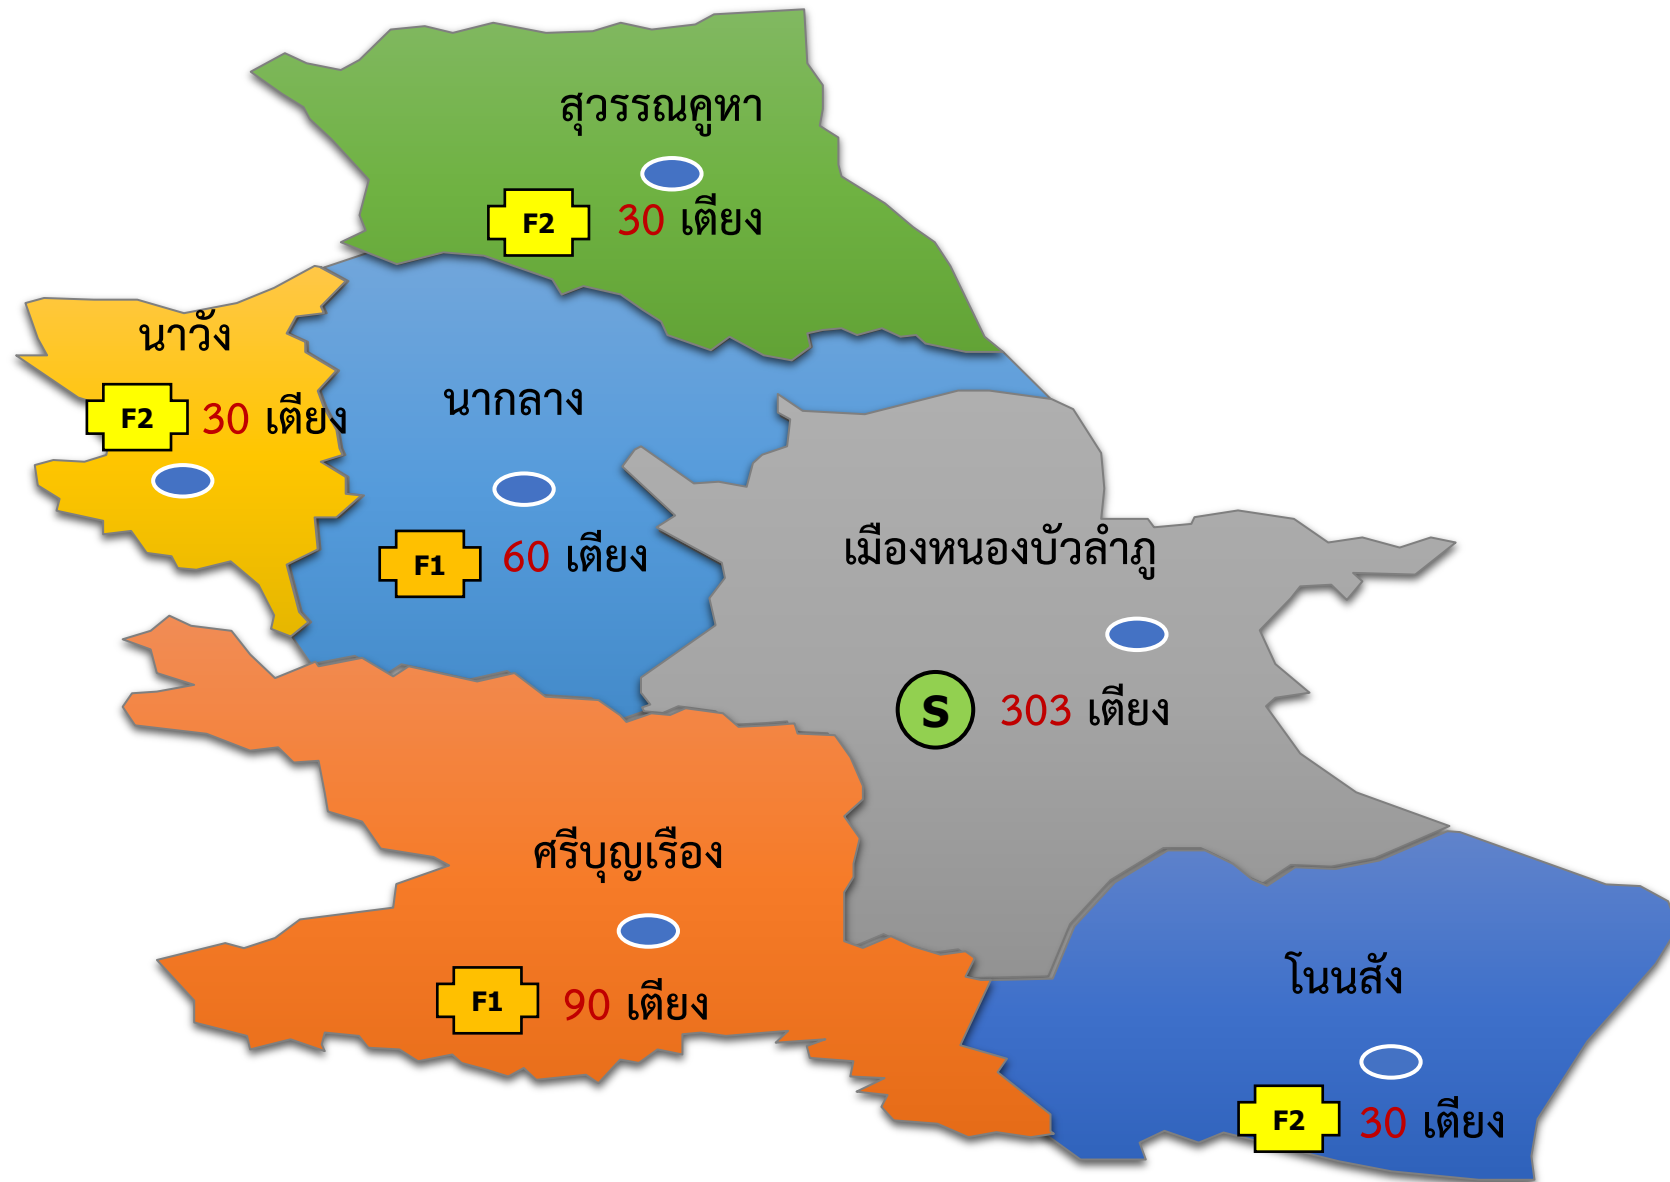 สุวรรณคูหา
F2 30 เตียง
นาวัง
F2 30 เตียง
นากลาง
F1 60 เตียง
เมืองหนองบัวลำภู
S 303 เตียง
ศรีบุญเรือง
F1 90 เตียง
โนนสัง
F2 30 เตียง